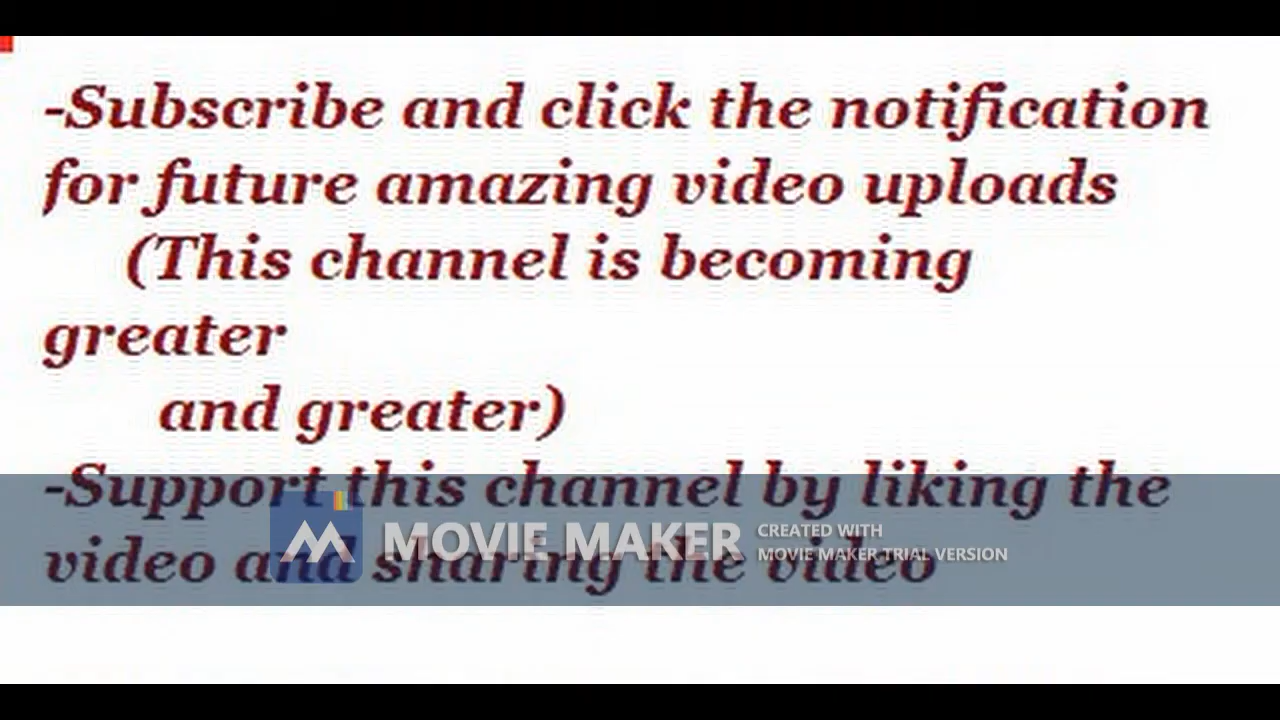 -Subscribe and click the notification
for future amazing video uploads
(This channel is becoming
greater
and greater)
-Support this channel by liking the
video and sharing the video
MOVIE MAKER
CREATED WITH
MOVIE MAKER TRIAL VERSION